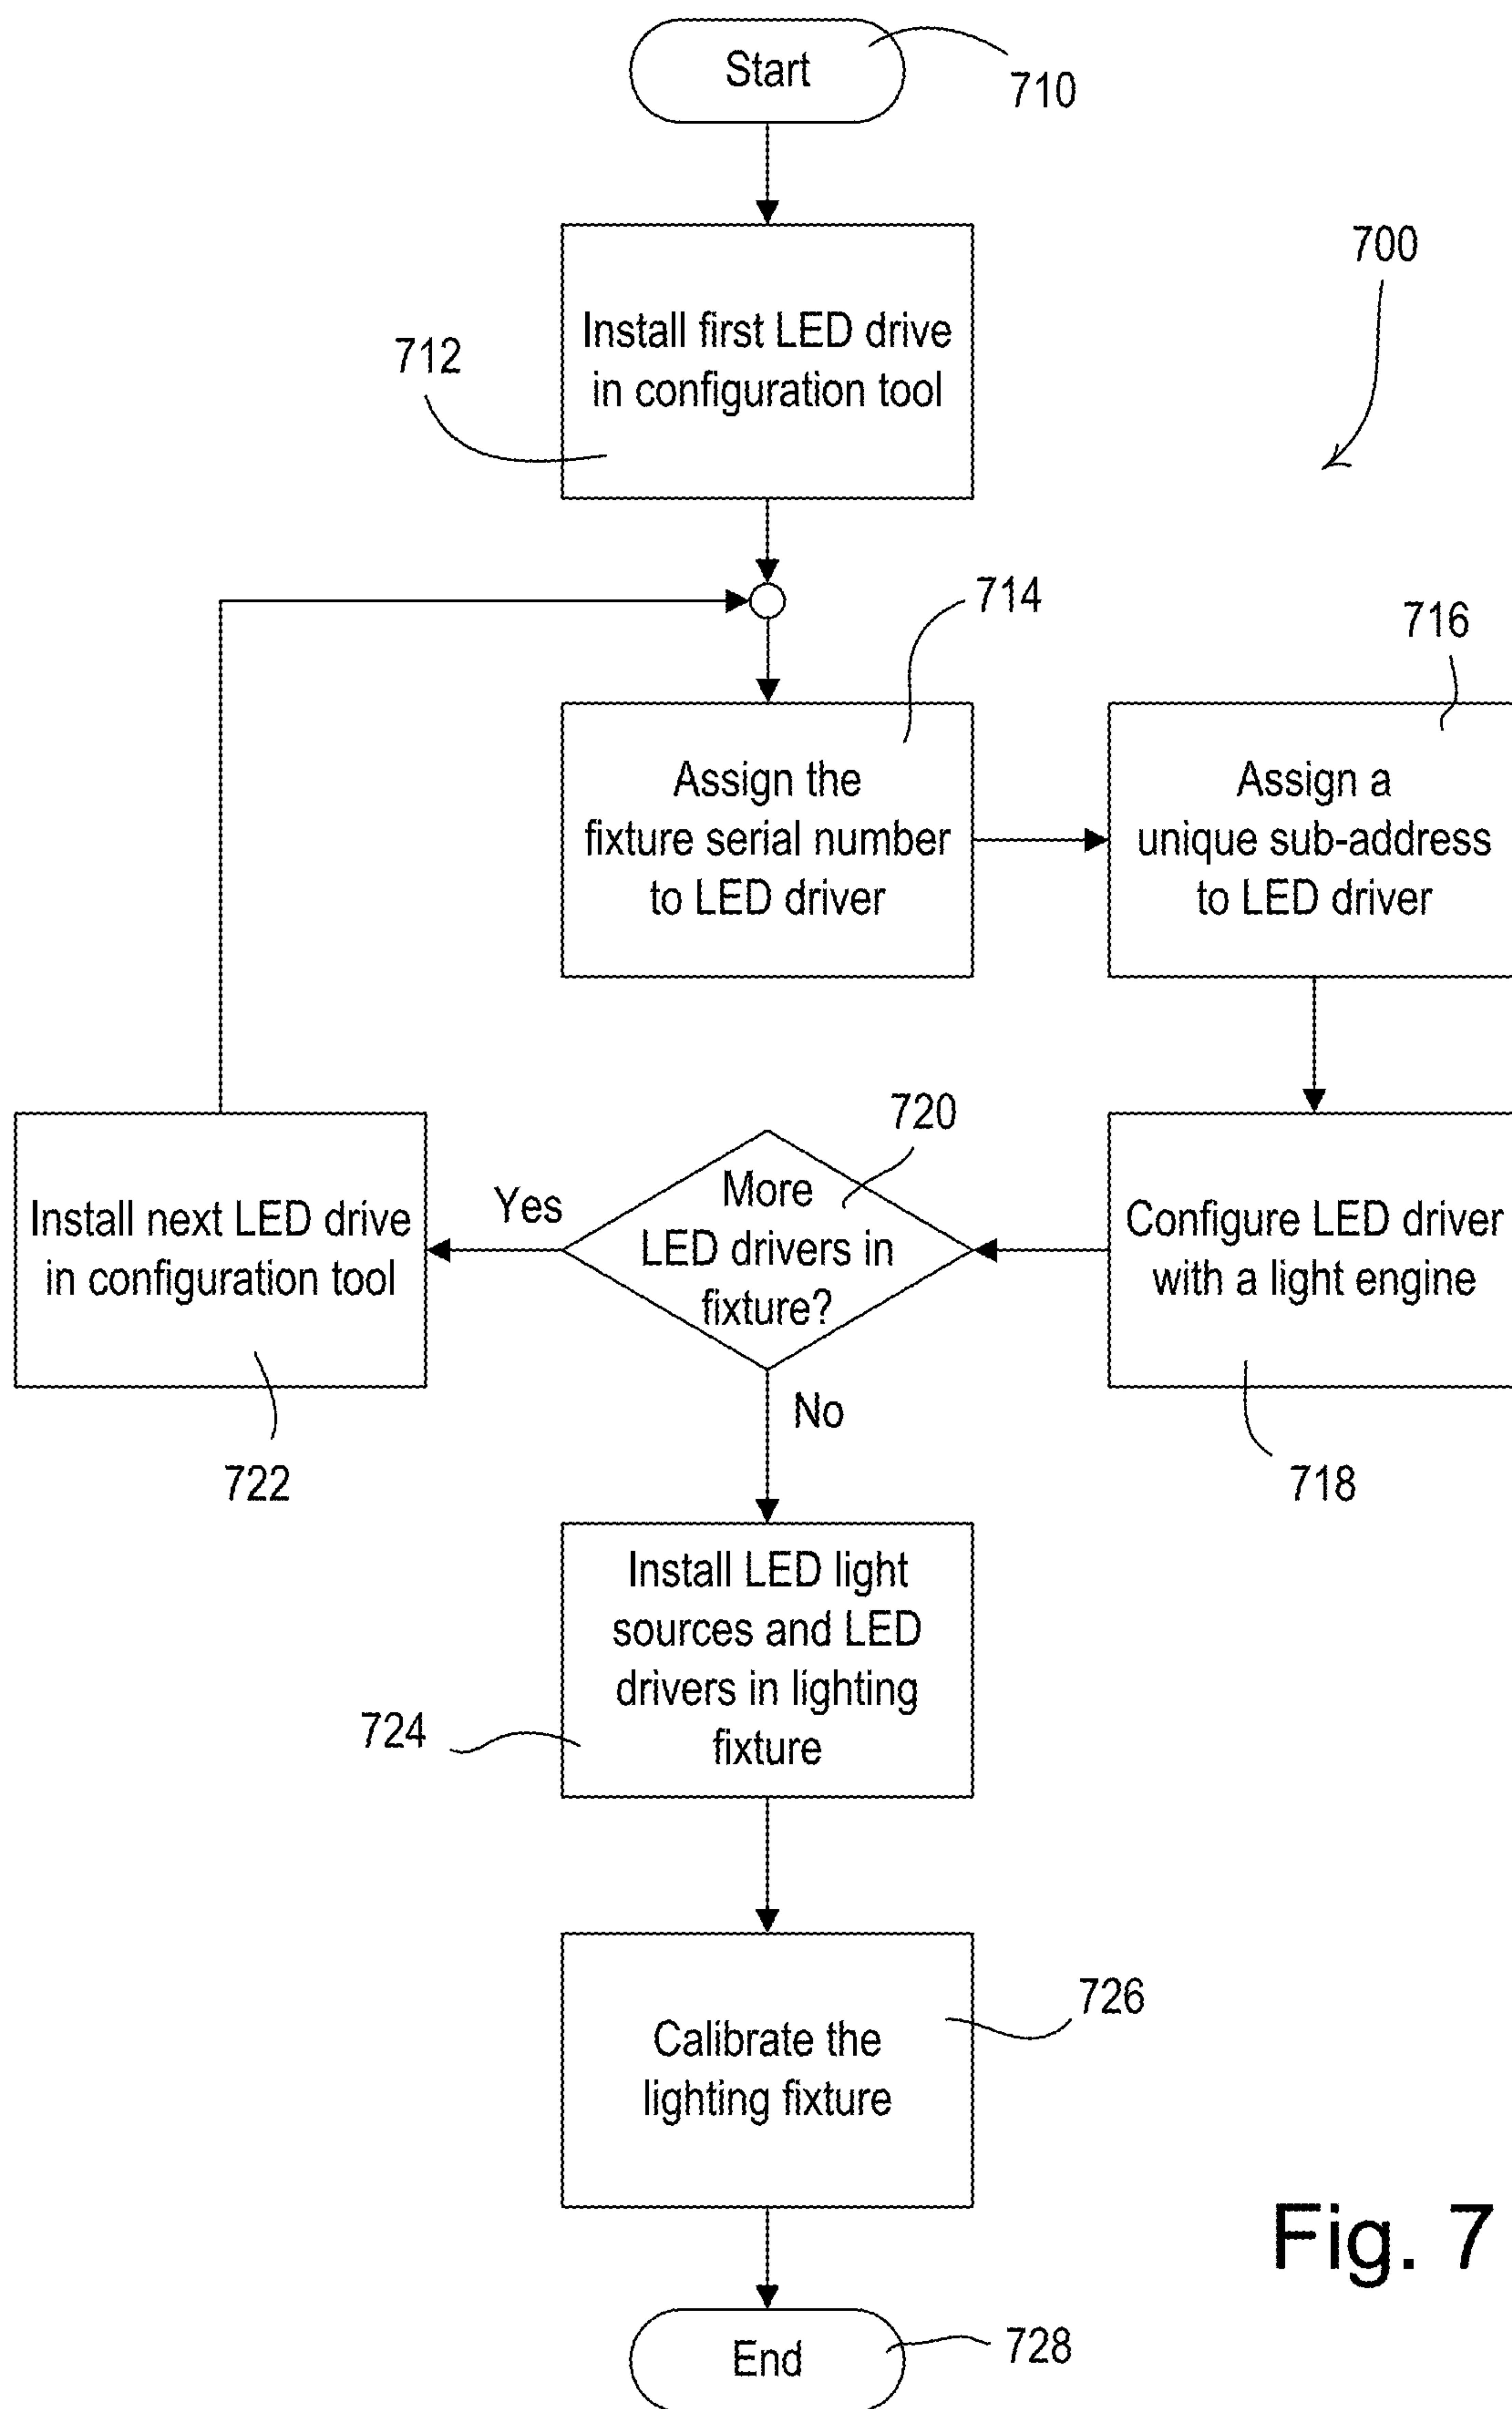 Start
710
700
Install first LED drive
in configuration tool
712
714
716
Assign the
fixture serial number
to LED driver
Assign a
unique sub-address
to LED driver
720
Install next LED drive
in configuration tool
Yes
More
LED drivers in
fixture?
Configure LED driver
with a light engine
No
722
718
Install LED light
sources and LED
drivers in lighting
fixture
724
726
Calibrate the
lighting fixture
Fig. 7
End
728